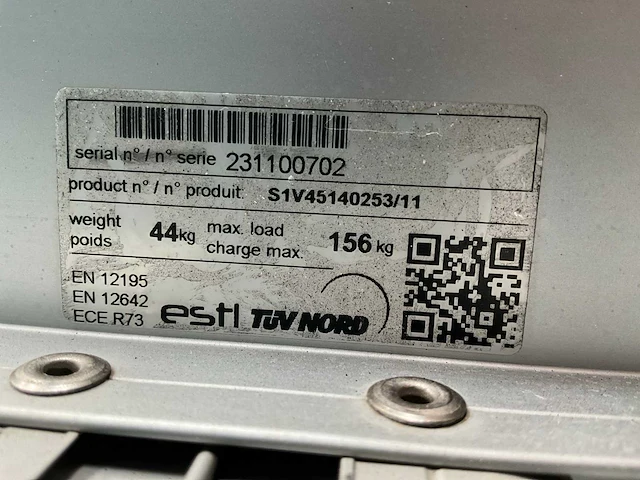 serial n° / n° serie 231100702
product n° / n° produit: S1V45140253/11
weight 44kg max. load 156 kg
poids charge max.
EN 12195
EN 12642
ECE R73 estl TÜV NORD